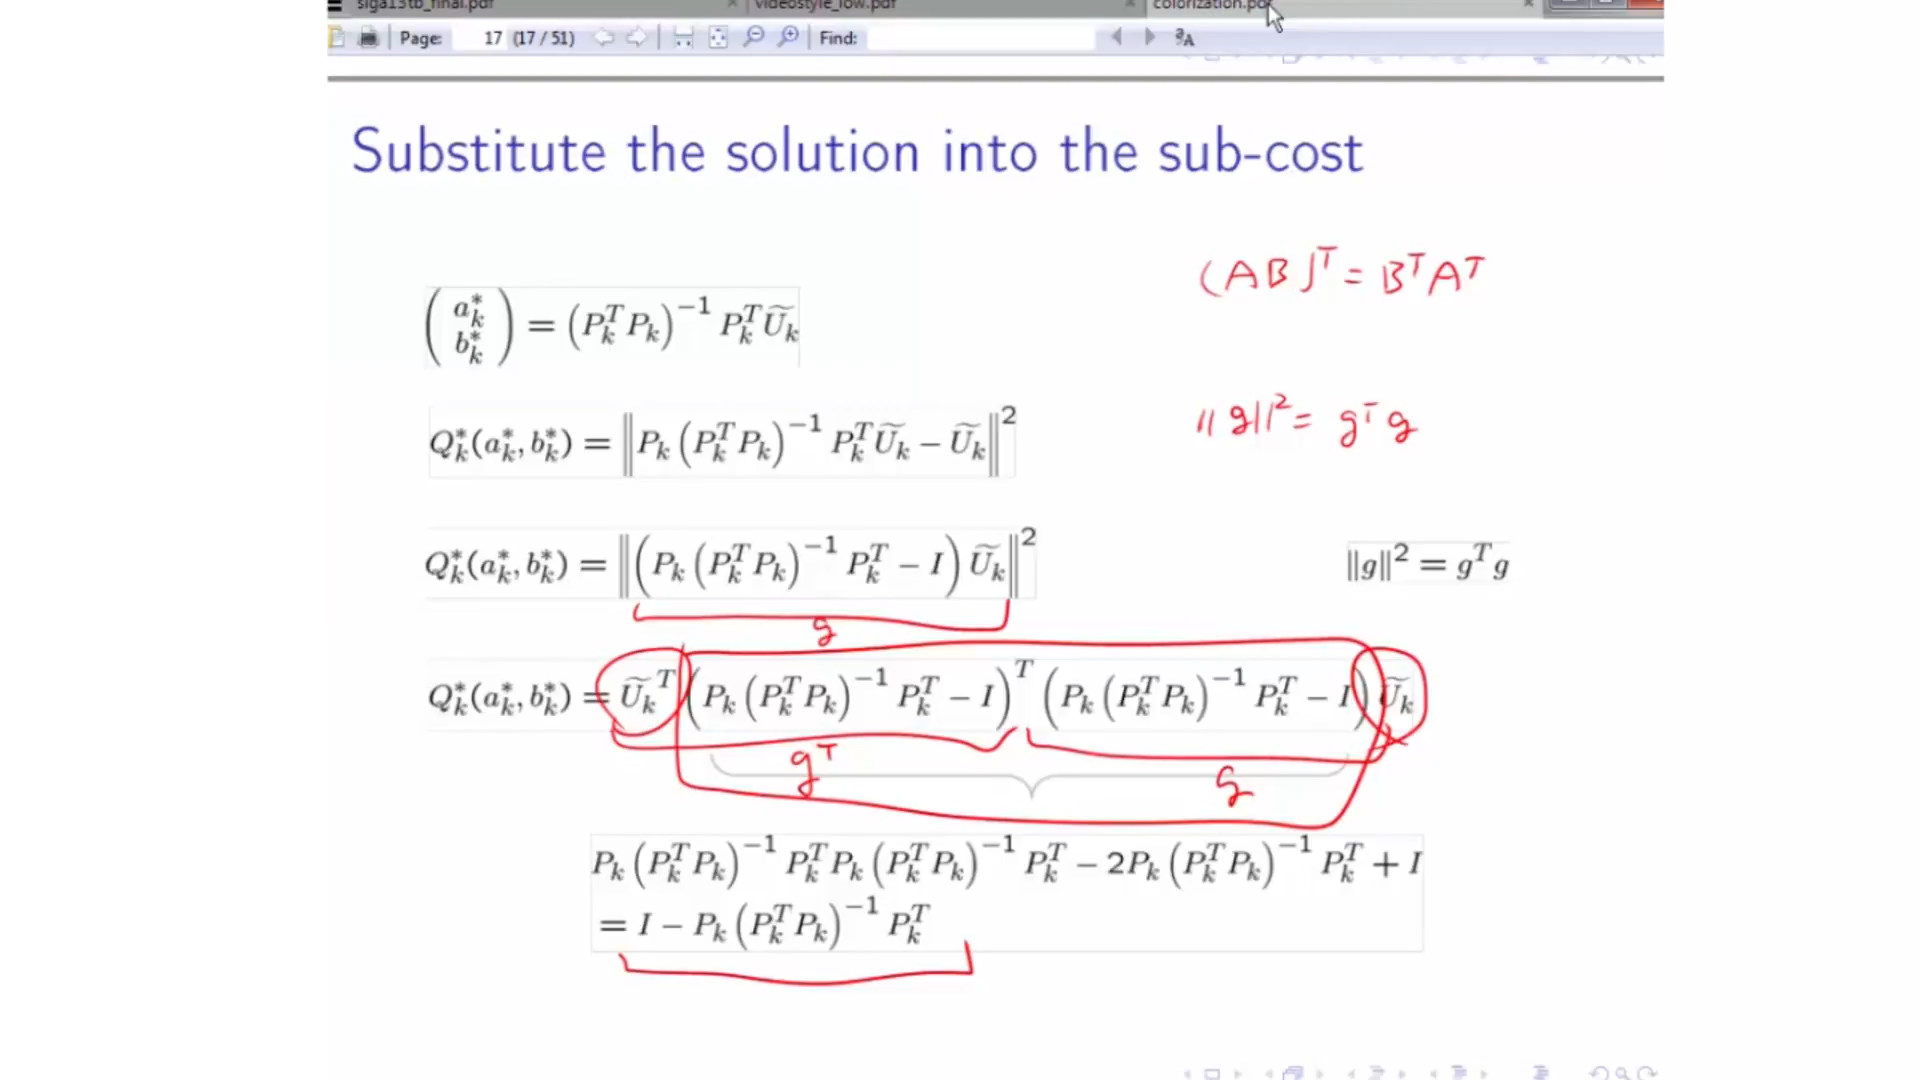 siga13tb_final.pdf videostyle_low.pdf colorization.pdf
Page: 17 (17 / 51) Find:
Substitute the solution into the sub-cost
(AB)ᵀ = BᵀAᵀ
(a_k^* b_k^*) = (P_k^T P_k)^{-1} P_k^T Ũ_k
||g||² = gᵀg
Q_k^*(a_k^*, b_k^*) = ‖P_k (P_k^T P_k)^{-1} P_k^T Ũ_k − Ũ_k‖^2
Q_k^*(a_k^*, b_k^*) = ‖(P_k (P_k^T P_k)^{-1} P_k^T − I) Ũ_k‖^2
‖g‖^2 = g^T g
g
Q_k^*(a_k^*, b_k^*) = Ũ_k^T (P_k (P_k^T P_k)^{-1} P_k^T − I)^T (P_k (P_k^T P_k)^{-1} P_k^T − I) Ũ_k
gᵀ g
P_k (P_k^T P_k)^{-1} P_k^T P_k (P_k^T P_k)^{-1} P_k^T − 2P_k (P_k^T P_k)^{-1} P_k^T + I
= I − P_k (P_k^T P_k)^{-1} P_k^T